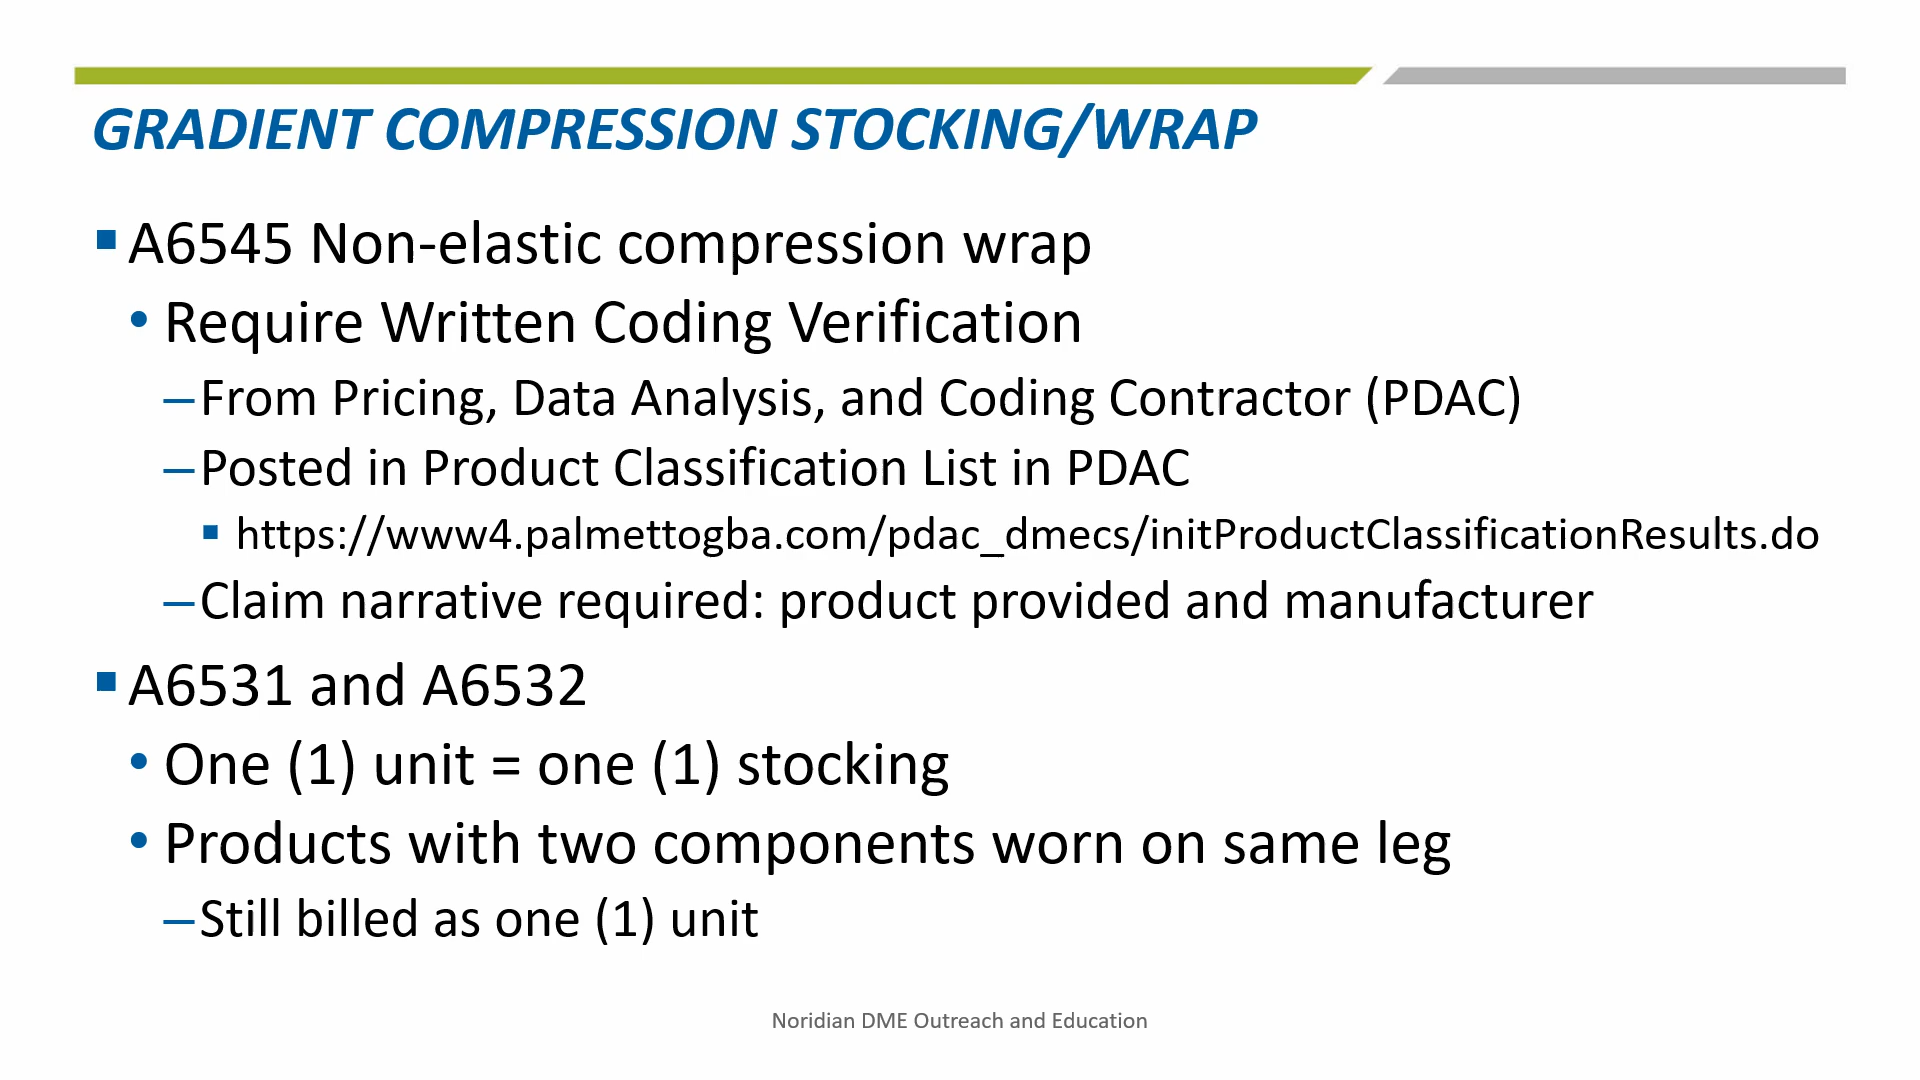 GRADIENT COMPRESSION STOCKING/WRAP
▪ A6545 Non-elastic compression wrap
• Require Written Coding Verification
– From Pricing, Data Analysis, and Coding Contractor (PDAC)
– Posted in Product Classification List in PDAC
▪ https://www4.palmettogba.com/pdac_dmecs/initProductClassificationResults.do
– Claim narrative required: product provided and manufacturer
▪ A6531 and A6532
• One (1) unit = one (1) stocking
• Products with two components worn on same leg
– Still billed as one (1) unit
Noridian DME Outreach and Education